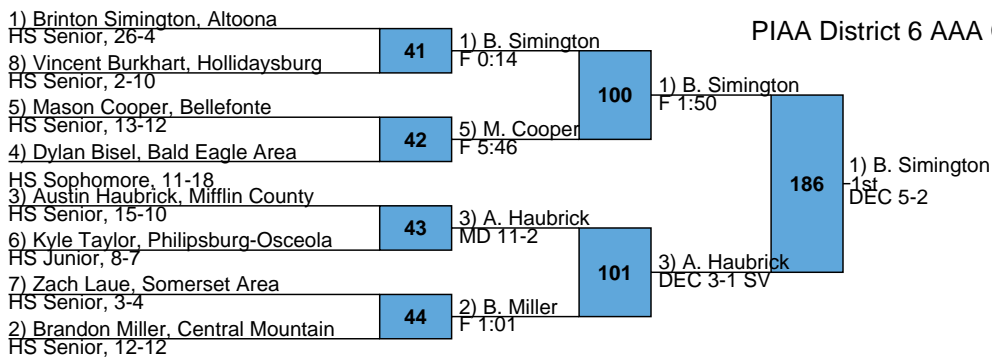 PIAA District 6 AAA
1) Brinton Simington, Altoona
HS Senior, 26-4
8) Vincent Burkhart, Hollidaysburg
HS Senior, 2-10
5) Mason Cooper, Bellefonte
HS Senior, 13-12
4) Dylan Bisel, Bald Eagle Area
HS Sophomore, 11-18
3) Austin Haubrick, Mifflin County
HS Senior, 15-10
6) Kyle Taylor, Philipsburg-Osceola
HS Junior, 8-7
7) Zach Laue, Somerset Area
HS Senior, 3-4
2) Brandon Miller, Central Mountain
HS Senior, 12-12
41
42
43
44
1) B. Simington
F 0:14
5) M. Cooper
F 5:46
3) A. Haubrick
MD 11-2
2) B. Miller
F 1:01
100
101
1) B. Simington
F 1:50
3) A. Haubrick
DEC 3-1 SV
186
1) B. Simington
1st
DEC 5-2